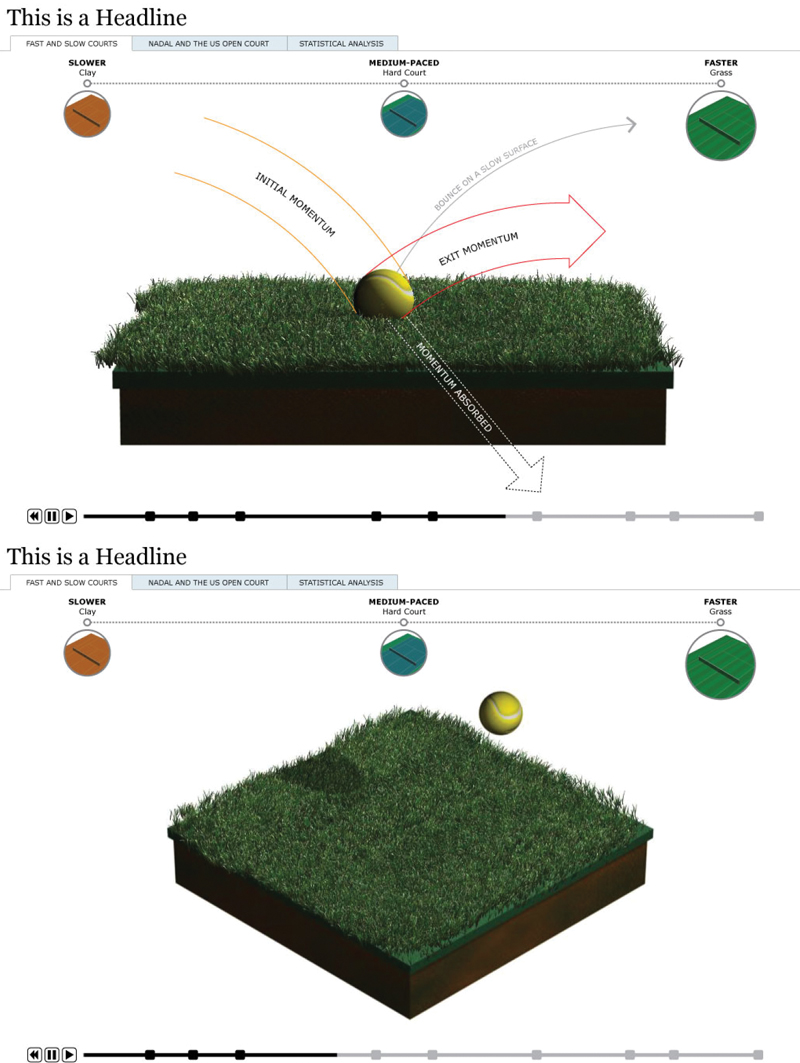 This is a Headline
FAST AND SLOW COURTS
NADAL AND THE US OPEN COURT
STATISTICAL ANALYSIS
SLOWER
Clay
MEDIUM-PACED
Hard Court
FASTER
Grass
INITIAL MOMENTUM
BOUNCE ON A SLOW SURFACE
EXIT MOMENTUM
MOMENTUM ABSORBED
This is a Headline
FAST AND SLOW COURTS
NADAL AND THE US OPEN COURT
STATISTICAL ANALYSIS
SLOWER
Clay
MEDIUM-PACED
Hard Court
FASTER
Grass